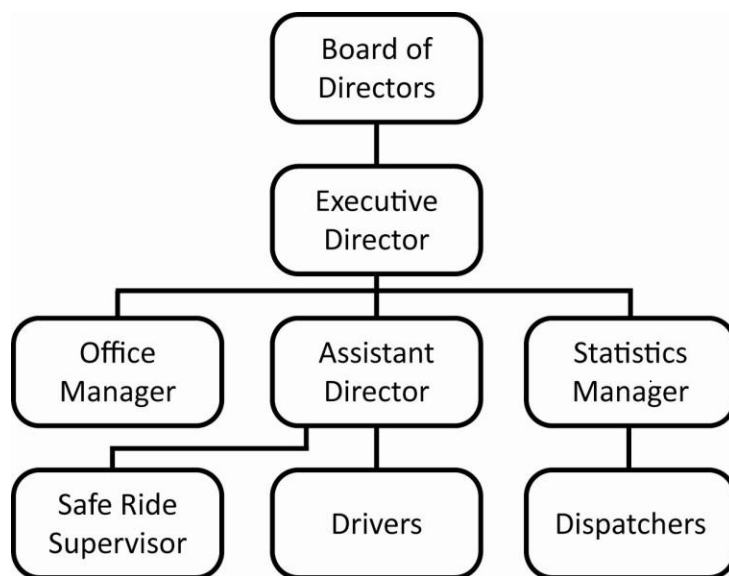 Board of
Directors
Executive
Director
Office
Manager
Assistant
Director
Statistics
Manager
Safe Ride
Supervisor
Drivers
Dispatchers